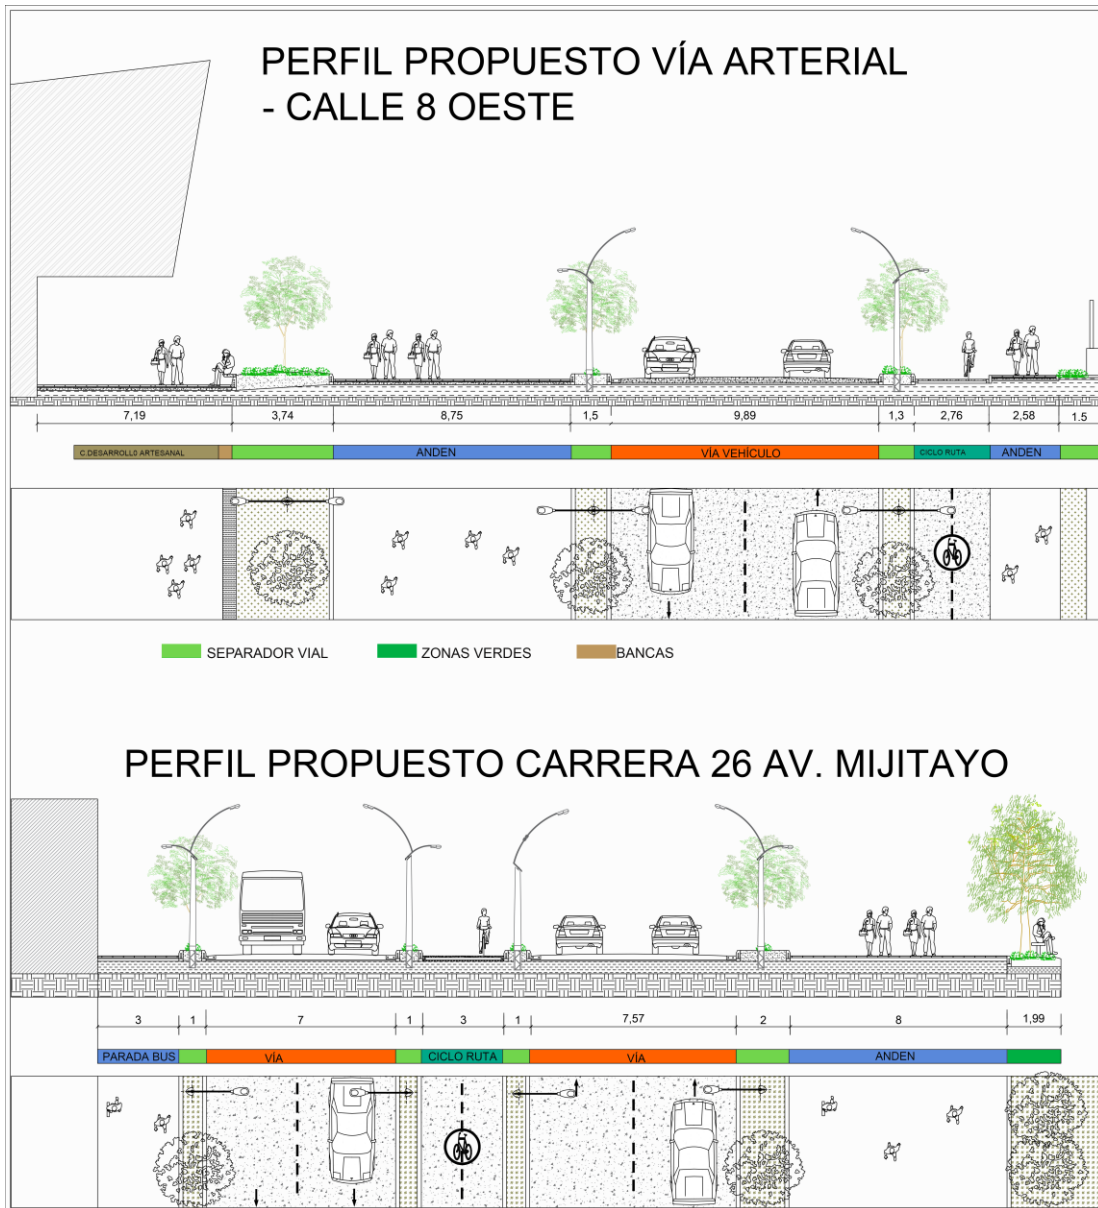 PERFIL PROPUESTO VÍA ARTERIAL
- CALLE 8 OESTE
7,19 3,74 8,75 1,5 9,89 1,3 2,76 2,58 1.5
C.DESARROLLO ARTESANAL ANDEN VÍA VEHÍCULO CICLO RUTA ANDEN
SEPARADOR VIAL ZONAS VERDES BANCAS
PERFIL PROPUESTO CARRERA 26 AV. MIJITAYO
3 1 7 1 3 1 7,57 2 8 1,99
PARADA BUS VÍA CICLO RUTA VÍA ANDEN